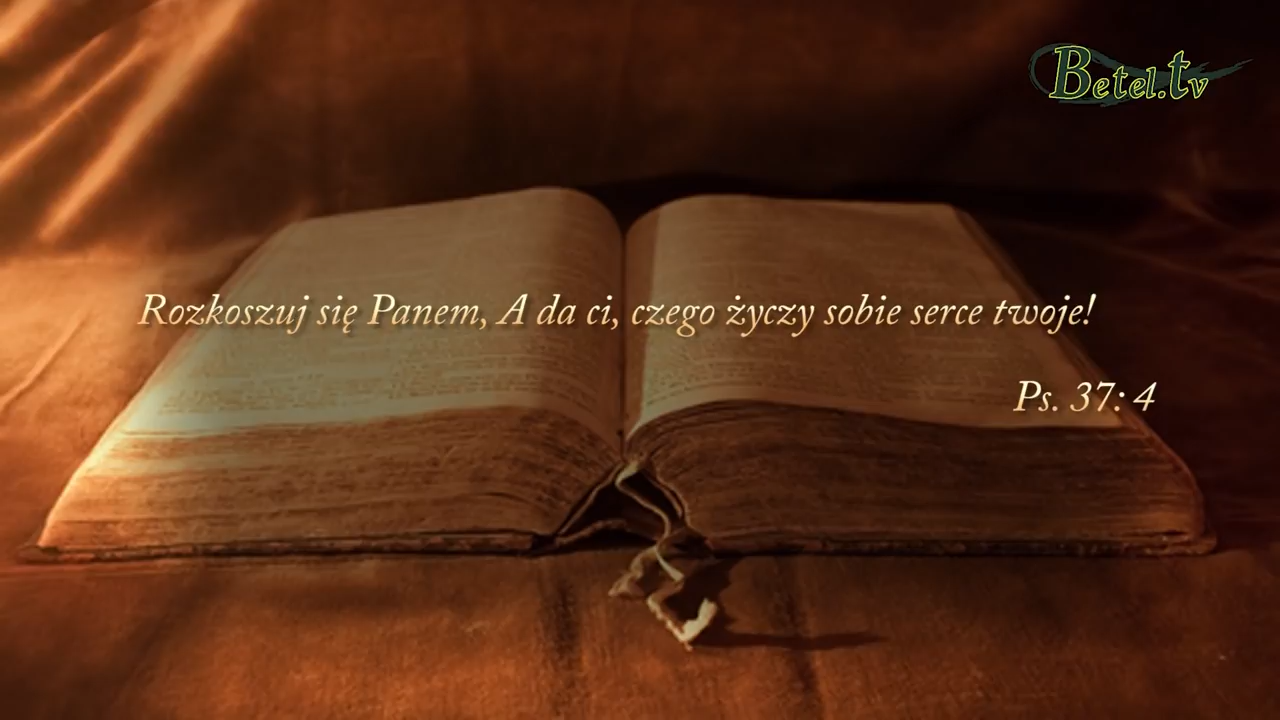 Betel.tv
Rozkoszuj się Panem, A da ci, czego życzy sobie serce twoje!
Ps. 37: 4